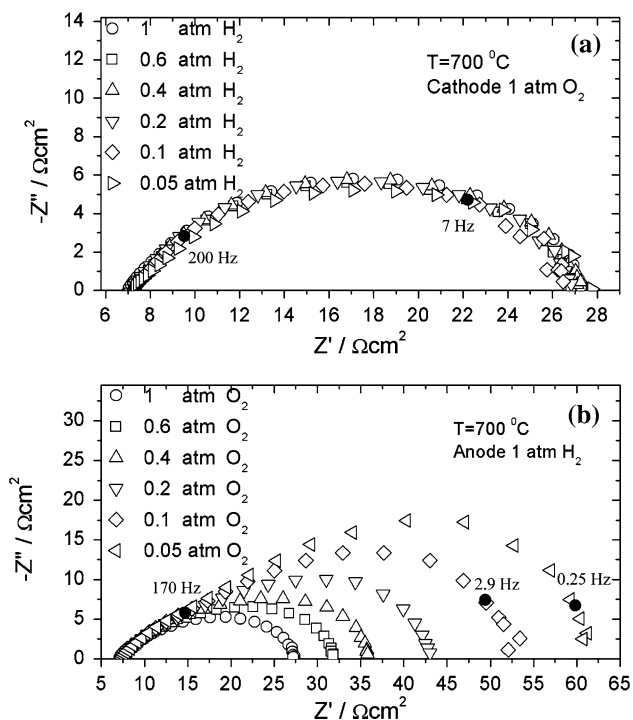 (a)
1 atm H₂
0.6 atm H₂
0.4 atm H₂
0.2 atm H₂
0.1 atm H₂
0.05 atm H₂
T=700 ⁰C
Cathode 1 atm O₂
200 Hz
7 Hz
14
12
10
8
6
4
2
0
-Z'' / Ωcm²
4 6 8 10 12 14 16 18 20 22 24 26 28
Z' / Ωcm²
(b)
1 atm O₂
0.6 atm O₂
0.4 atm O₂
0.2 atm O₂
0.1 atm O₂
0.05 atm O₂
T=700 ⁰C
Anode 1 atm H₂
170 Hz
2.9 Hz
0.25 Hz
30
25
20
15
10
5
0
-Z'' / Ωcm²
5 10 15 20 25 30 35 40 45 50 55 60 65
Z' / Ωcm²